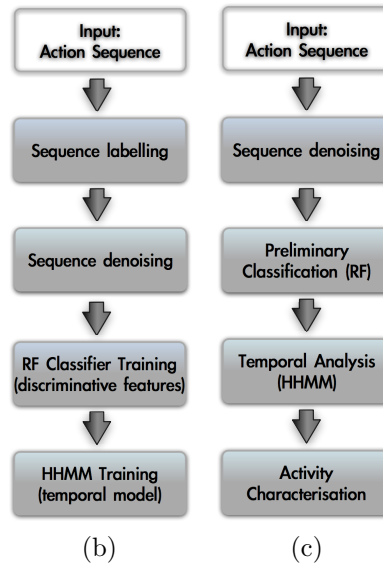 Input:
Action Sequence
Sequence labelling
Sequence denoising
RF Classifier Training
(discriminative features)
HHMM Training
(temporal model)
(b)
Input:
Action Sequence
Sequence denoising
Preliminary
Classification (RF)
Temporal Analysis
(HHMM)
Activity
Characterisation
(c)